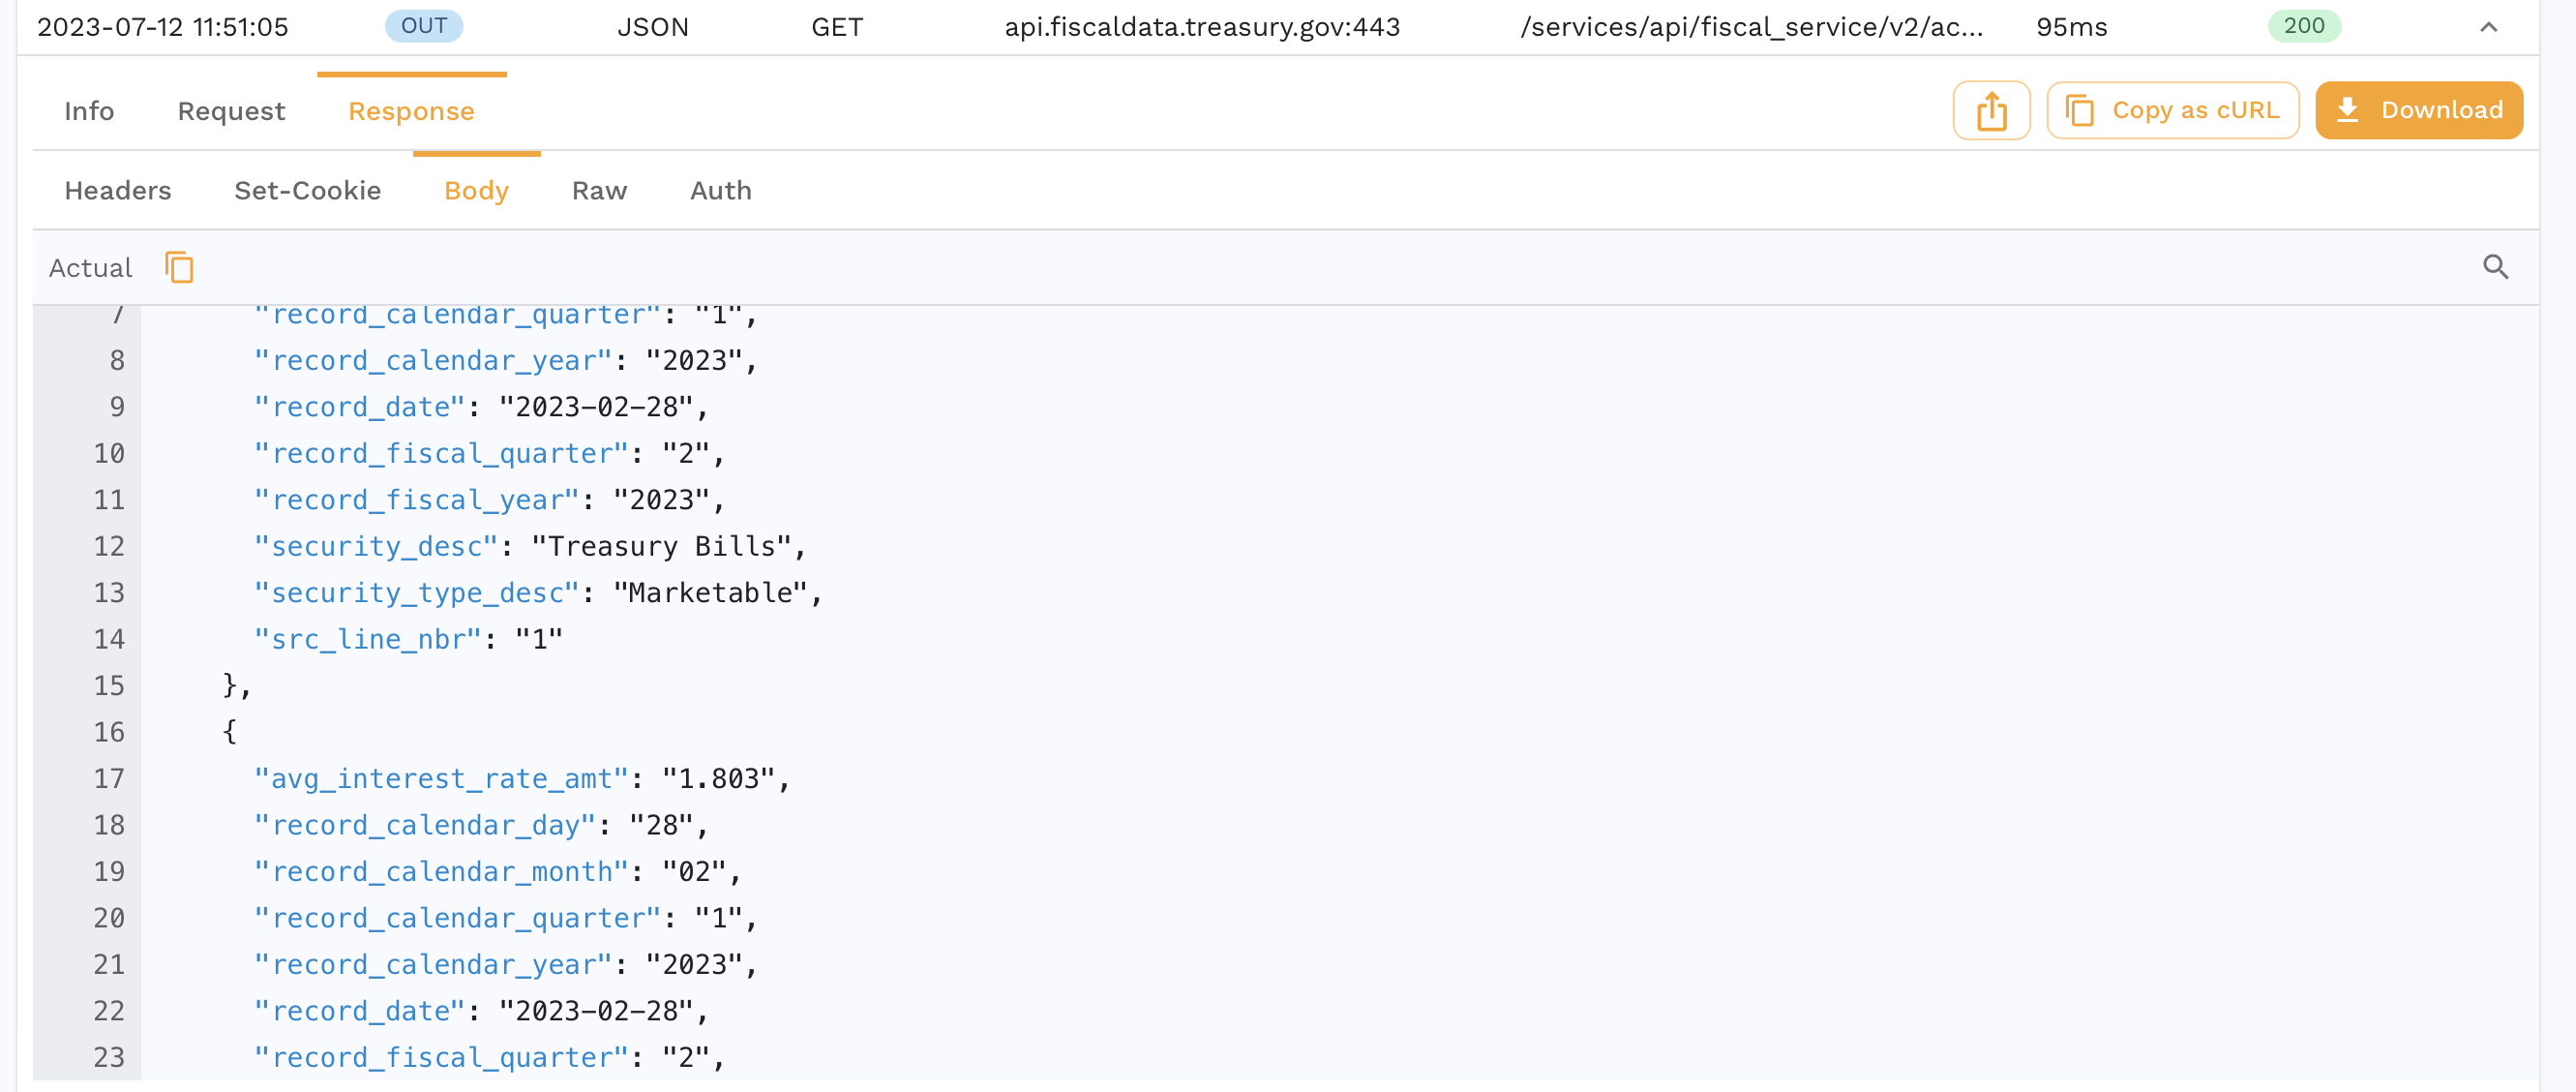 2023-07-12 11:51:05 OUT JSON GET api.fiscaldata.treasury.gov:443 /services/api/fiscal_service/v2/ac... 95ms 200
Info Request Response Copy as cURL Download
Headers Set-Cookie Body Raw Auth
Actual
7 "record_calendar_quarter": "1",
8 "record_calendar_year": "2023",
9 "record_date": "2023-02-28",
10 "record_fiscal_quarter": "2",
11 "record_fiscal_year": "2023",
12 "security_desc": "Treasury Bills",
13 "security_type_desc": "Marketable",
14 "src_line_nbr": "1"
15 },
16 {
17 "avg_interest_rate_amt": "1.803",
18 "record_calendar_day": "28",
19 "record_calendar_month": "02",
20 "record_calendar_quarter": "1",
21 "record_calendar_year": "2023",
22 "record_date": "2023-02-28",
23 "record_fiscal_quarter": "2",